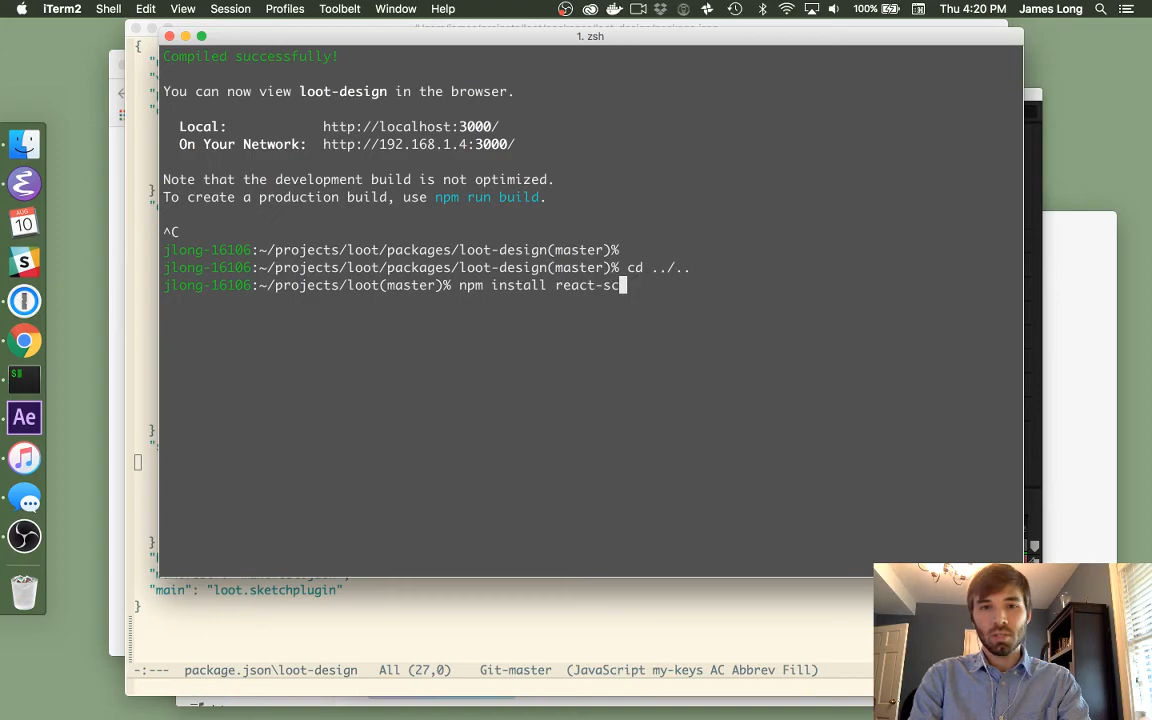 iTerm2 Shell Edit View Session Profiles Toolbelt Window Help 100% Thu 4:20 PM James Long
1. zsh
{
Compiled successfully!
You can now view loot-design in the browser.
Local: http://localhost:3000/
On Your Network: http://192.168.1.4:3000/
Note that the development build is not optimized.
To create a production build, use npm run build.
}
^C
jlong-16106:~/projects/loot/packages/loot-design(master)%
jlong-16106:~/projects/loot/packages/loot-design(master)% cd ../..
jlong-16106:~/projects/loot(master)% npm install react-sc
AUG
10
S
$
Ae
}
}
"main": "loot.sketchplugin"
}
-:--- package.json\loot-design All (27,0) Git-master (JavaScript my-keys AC Abbrev Fill)